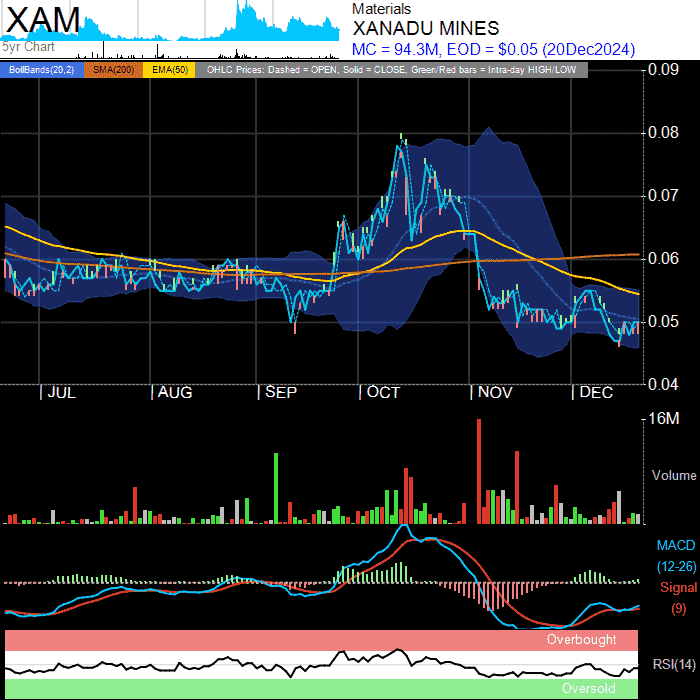 XAM
5yr Chart
Materials
XANADU MINES
MC = 94.3M, EOD = $0.05 (20Dec2024)
BollBands(20,2) SMA(200) EMA(50) OHLC Prices: Dashed = OPEN, Solid = CLOSE, Green/Red bars = Intra-day HIGH/LOW
0.09
0.08
0.07
0.06
0.05
0.04
JUL AUG SEP OCT NOV DEC
16M
Volume
MACD
(12-26)
Signal
(9)
Overbought
RSI(14)
Oversold